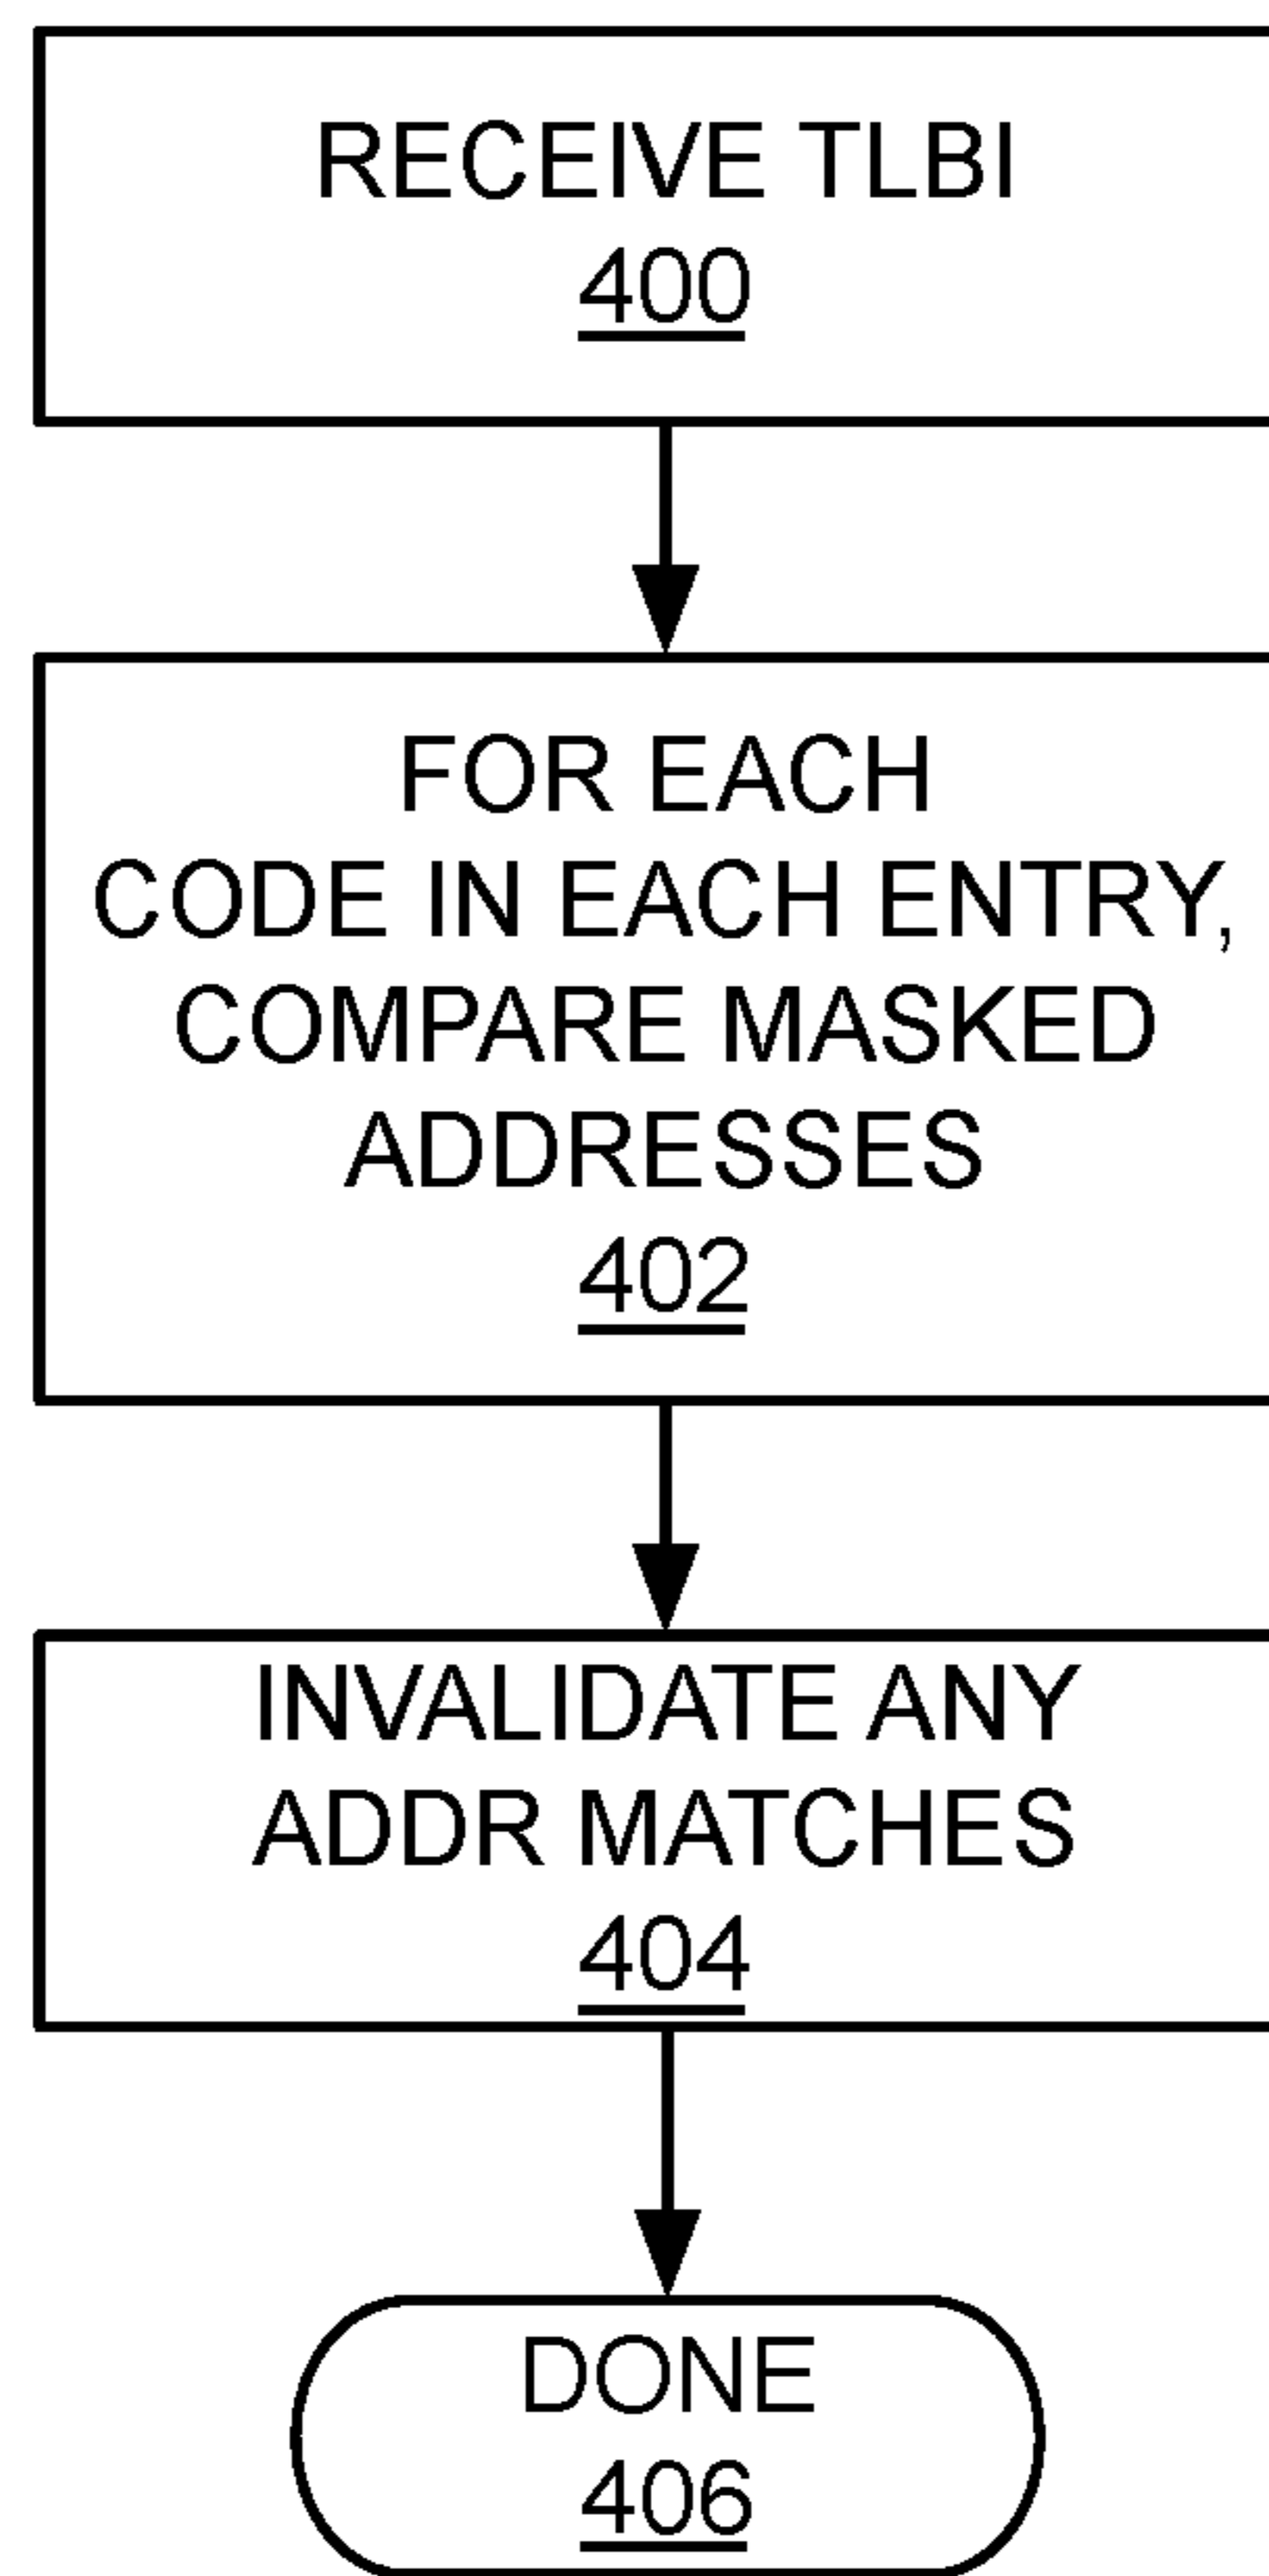 RECEIVE TLBI
400
FOR EACH
CODE IN EACH ENTRY,
COMPARE MASKED
ADDRESSES
402
INVALIDATE ANY
ADDR MATCHES
404
DONE
406